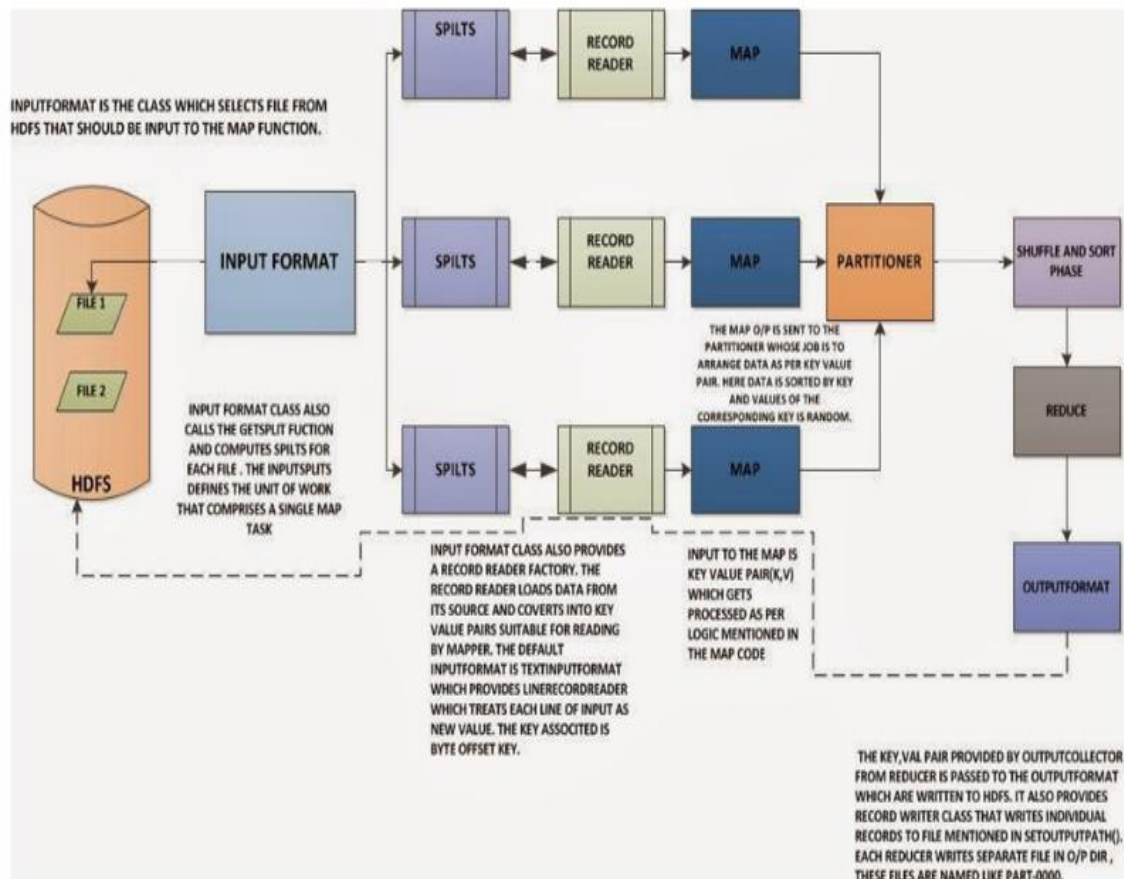 SPILTS
RECORD
READER
MAP
INPUTFORMAT IS THE CLASS WHICH SELECTS FILE FROM
HDFS THAT SHOULD BE INPUT TO THE MAP FUNCTION.
INPUT FORMAT
SPILTS
RECORD
READER
MAP
PARTITIONER
SHUFFLE AND SORT
PHASE
FILE 1
FILE 2
HDFS
THE MAP O/P IS SENT TO THE
PARTITIONER WHOSE JOB IS TO
ARRANGE DATA AS PER KEY VALUE
PAIR. HERE DATA IS SORTED BY KEY
AND VALUES OF THE
CORRESPONDING KEY IS RANDOM.
REDUCE
INPUT FORMAT CLASS ALSO
CALLS THE GETSPLIT FUCTION
AND COMPUTES SPILTS FOR
EACH FILE . THE INPUTSPLITS
DEFINES THE UNIT OF WORK
THAT COMPRISES A SINGLE MAP
TASK
SPILTS
RECORD
READER
MAP
INPUT FORMAT CLASS ALSO PROVIDES
A RECORD READER FACTORY. THE
RECORD READER LOADS DATA FROM
ITS SOURCE AND COVERTS INTO KEY
VALUE PAIRS SUITABLE FOR READING
BY MAPPER. THE DEFAULT
INPUTFORMAT IS TEXTINPUTFORMAT
WHICH PROVIDES LINERECORDREADER
WHICH TREATS EACH LINE OF INPUT AS
NEW VALUE. THE KEY ASSOCITED IS
BYTE OFFSET KEY.
INPUT TO THE MAP IS
KEY VALUE PAIR(K,V)
WHICH GETS
PROCESSED AS PER
LOGIC MENTIONED IN
THE MAP CODE
OUTPUTFORMAT
THE KEY,VAL PAIR PROVIDED BY OUTPUTCOLLECTOR
FROM REDUCER IS PASSED TO THE OUTPUTFORMAT
WHICH ARE WRITTEN TO HDFS. IT ALSO PROVIDES
RECORD WRITER CLASS THAT WRITES INDIVIDUAL
RECORDS TO FILE MENTIONED IN SETOUTPUTPATH().
EACH REDUCER WRITES SEPARATE FILE IN O/P DIR ,
THESE FILES ARE NAMED LIKE PART-0000.